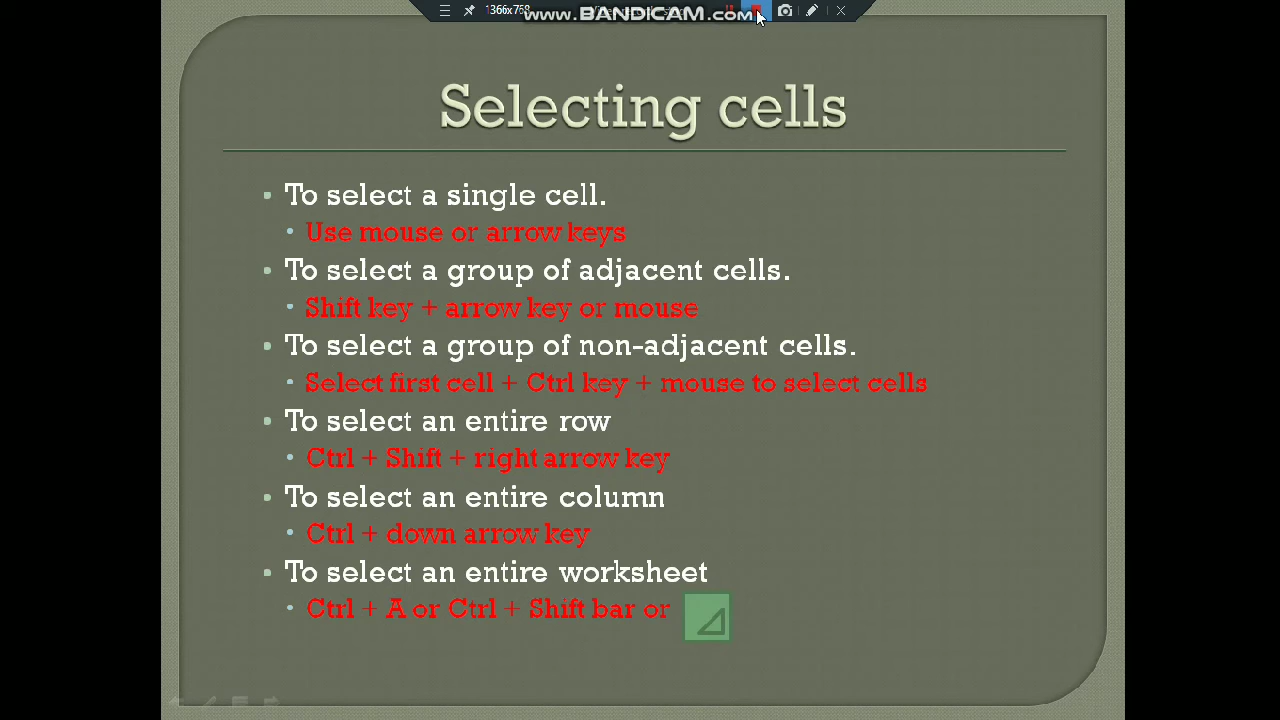 1366x768
www.BANDICAM.com
Selecting cells
• To select a single cell.
• Use mouse or arrow keys
• To select a group of adjacent cells.
• Shift key + arrow key or mouse
• To select a group of non-adjacent cells.
• Select first cell + Ctrl key + mouse to select cells
• To select an entire row
• Ctrl + Shift + right arrow key
• To select an entire column
• Ctrl + down arrow key
• To select an entire worksheet
• Ctrl + A or Ctrl + Shift bar or